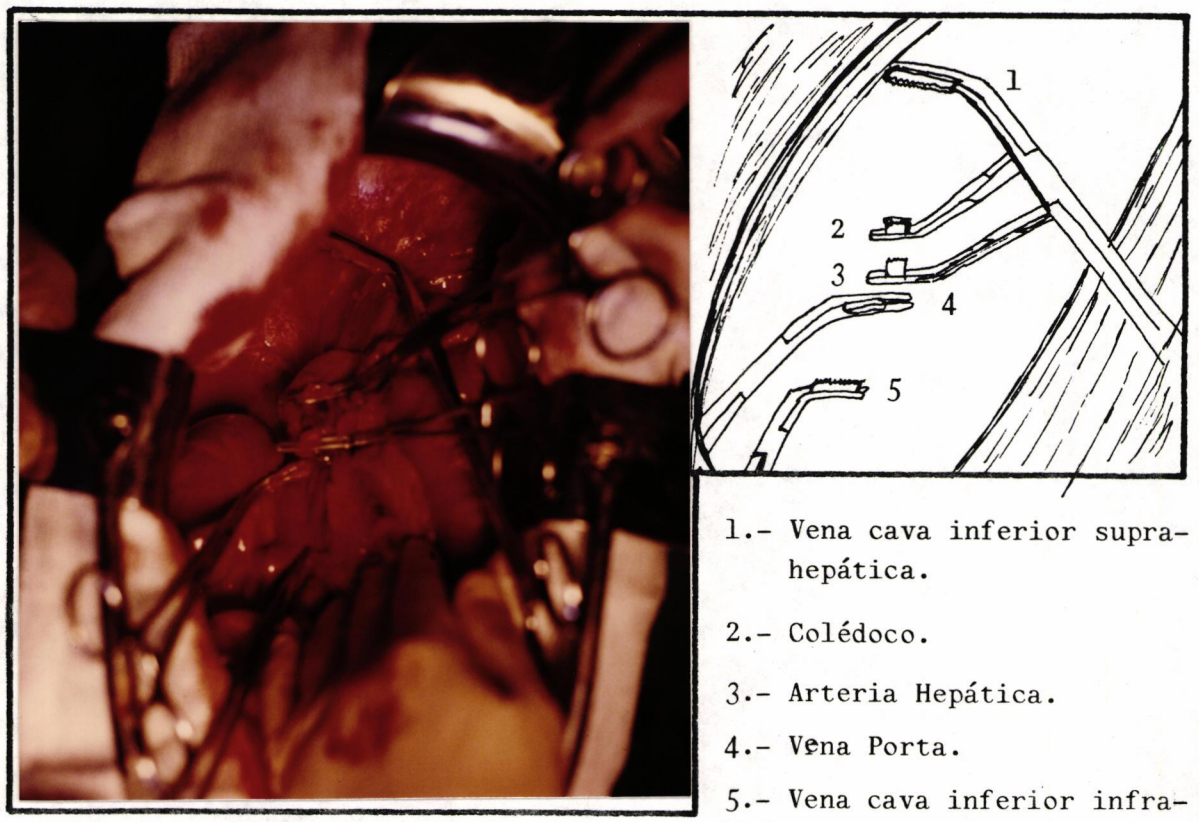 1
2
3
4
5
1.- Vena cava inferior supra-
hepática.
2.- Colédoco.
3.- Arteria Hepática.
4.- Vena Porta.
5.- Vena cava inferior infra-